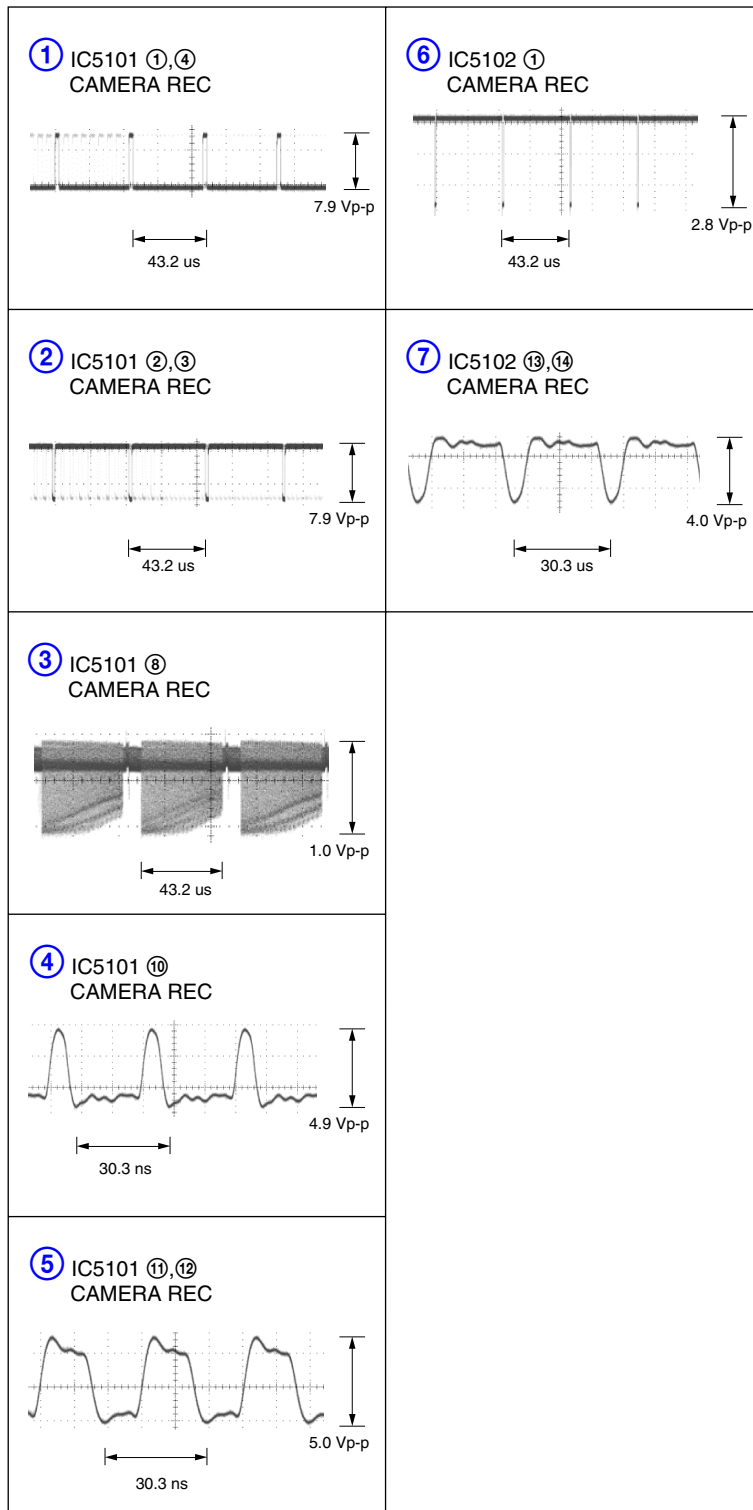 ① IC5101 ①,④
CAMERA REC
7.9 Vp-p
43.2 us
② IC5101 ②,③
CAMERA REC
7.9 Vp-p
43.2 us
③ IC5101 ⑧
CAMERA REC
1.0 Vp-p
43.2 us
④ IC5101 ⑩
CAMERA REC
4.9 Vp-p
30.3 ns
⑤ IC5101 ⑪,⑫
CAMERA REC
5.0 Vp-p
30.3 ns
⑥ IC5102 ①
CAMERA REC
2.8 Vp-p
43.2 us
⑦ IC5102 ⑬,⑭
CAMERA REC
4.0 Vp-p
30.3 us